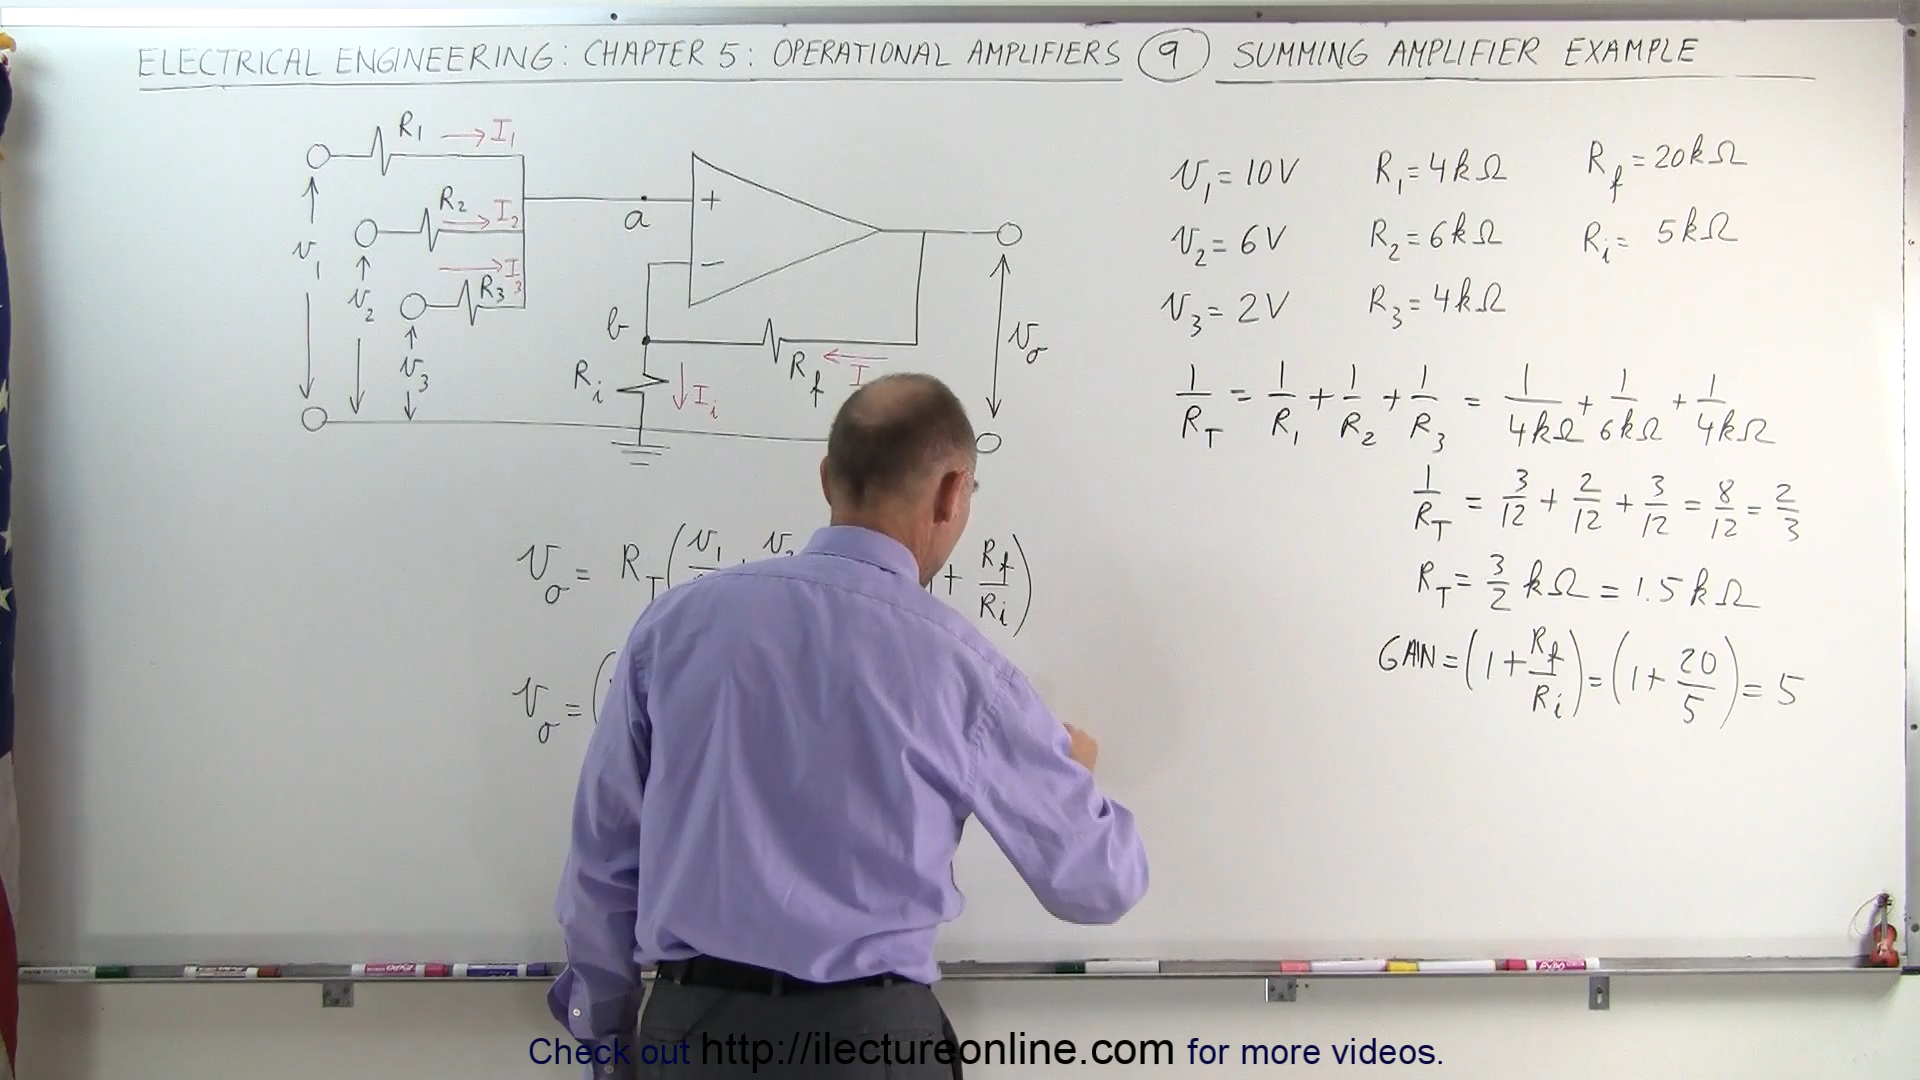 ELECTRICAL ENGINEERING: CHAPTER 5: OPERATIONAL AMPLIFIERS 9 SUMMING AMPLIFIER EXAMPLE
R1 I1
R2 I2
I3
R3
v1
v2
v3
a
+
−
b
Ri Ii
Rf I
vo
v1 = 10V R1 = 4kΩ Rf = 20kΩ
v2 = 6V R2 = 6kΩ Ri = 5kΩ
v3 = 2V R3 = 4kΩ
1/RT = 1/R1 + 1/R2 + 1/R3 = 1/4kΩ + 1/6kΩ + 1/4kΩ
1/RT = 3/12 + 2/12 + 3/12 = 8/12 = 2/3
RT = 3/2 kΩ = 1.5kΩ
GAIN = (1 + Rf/Ri) = (1 + 20/5) = 5
vo = RT (v1 v2 + Rf/Ri)
vo = (
EXPO
Check out http://ilectureonline.com for more videos.